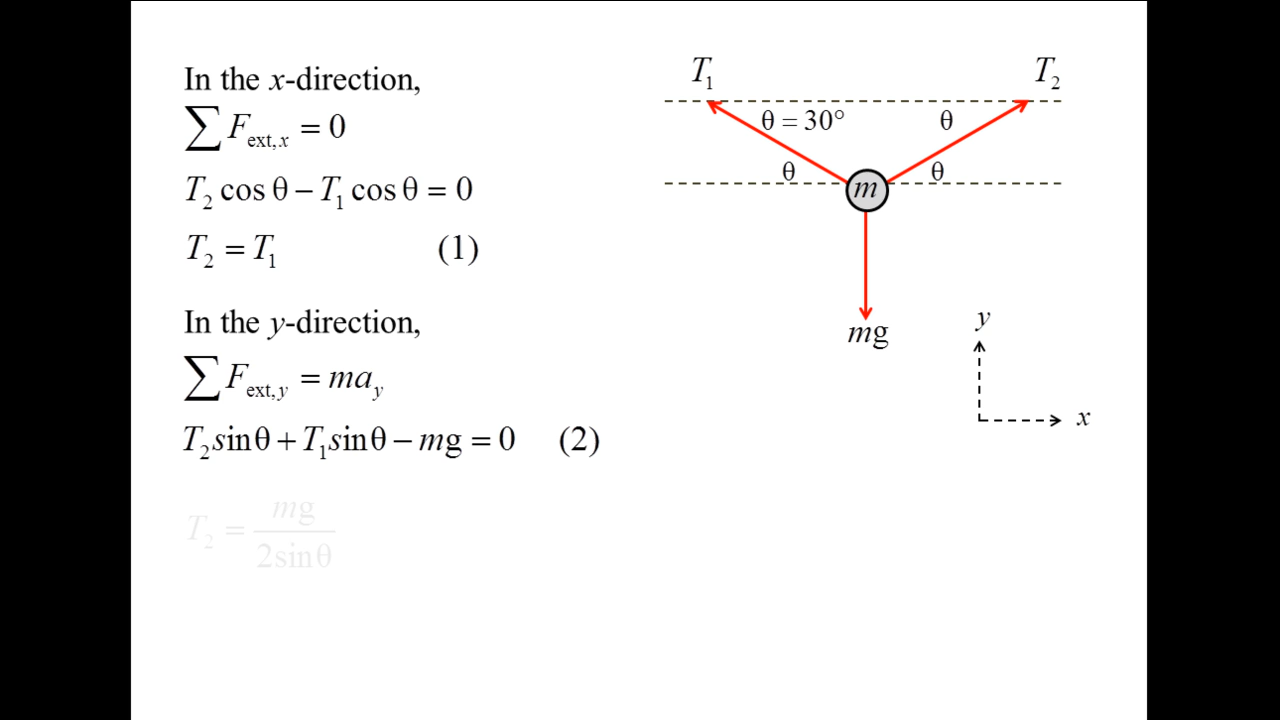 In the x-direction,
∑ F_ext,x = 0
T₂ cos θ − T₁ cos θ = 0
T₂ = T₁ (1)
In the y-direction,
∑ F_ext,y = ma_y
T₂sinθ + T₁sinθ − mg = 0 (2)
T₂ = mg / 2sinθ
T₁ T₂
θ = 30° θ
θ θ
m
mg
y
x